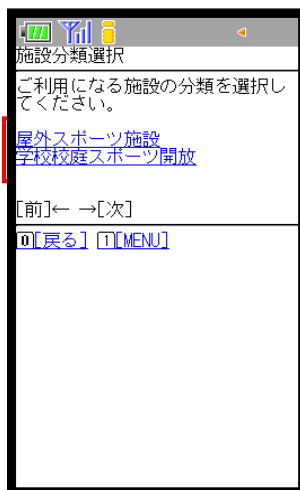 施設分類選択
ご利用になる施設の分類を選択し
てください。
屋外スポーツ施設
学校校庭スポーツ開放
[前]← →[次]
0[戻る] 1[MENU]